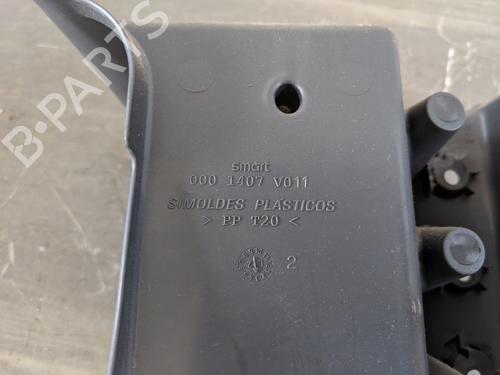 B-PARTS
smart
000 1407 V011
SIMOLDES PLASTICOS
> PP T20 <
2